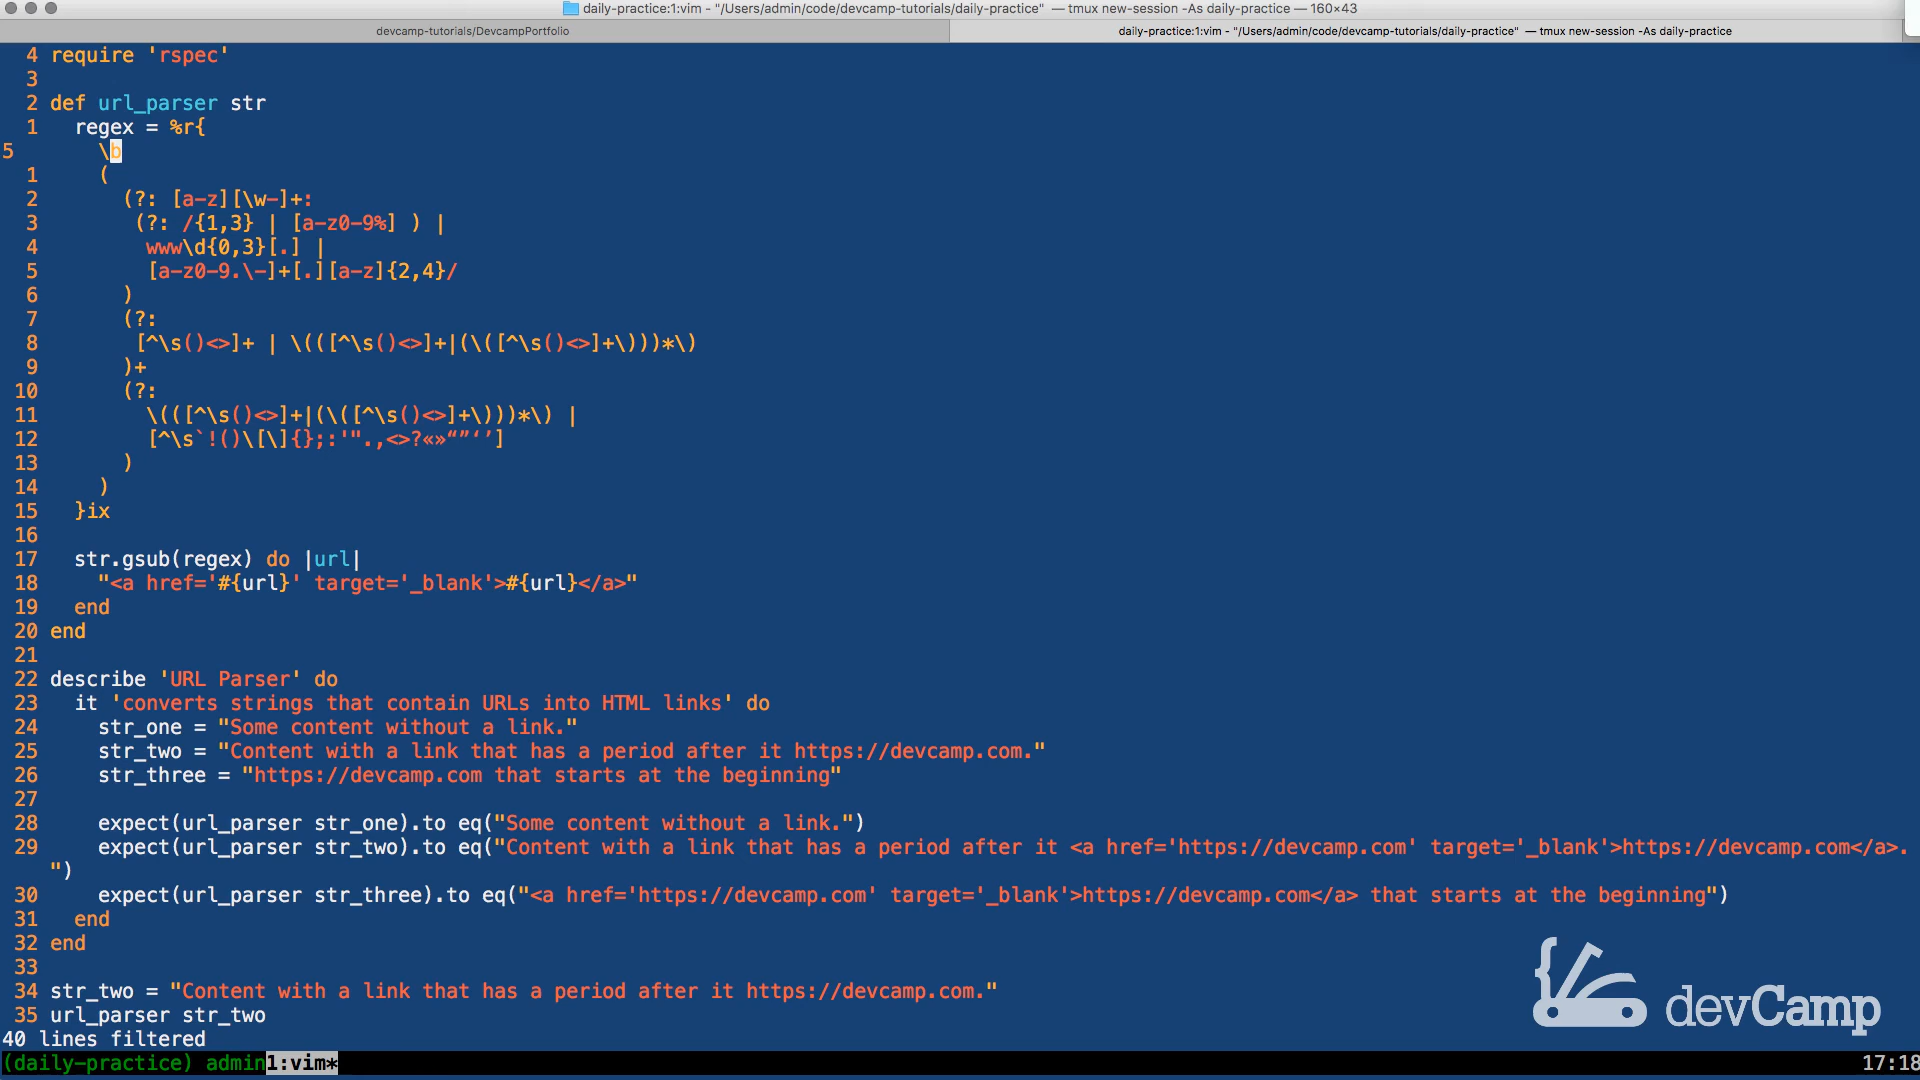 daily-practice:1:vim - "/Users/admin/code/devcamp-tutorials/daily-practice" — tmux new-session -As daily-practice — 160×43
devcamp-tutorials/DevcampPortfolio
daily-practice:1:vim - "/Users/admin/code/devcamp-tutorials/daily-practice" — tmux new-session -As daily-practice
4 require 'rspec'
3
2 def url_parser str
1   regex = %r{
5       \b
1     (
2       (?: [a-z][\w-]+:
3        (?: /{1,3} | [a-z0-9%] ) |
4         www\d{0,3}[.] |
5         [a-z0-9.\-]+[.][a-z]{2,4}/
6       )
7       (?:
8        [^\s()<>]+ | \(([^\s()<>]+|(\([^\s()<>]+\)))*\)
9       )+
10       (?:
11         \(([^\s()<>]+|(\([^\s()<>]+\)))*\) |
12         [^\s`!()\[\]{};:'".,<>?«»“”‘’]
13       )
14     )
15   }ix
16
17   str.gsub(regex) do |url|
18     "<a href='#{url}' target='_blank'>#{url}</a>"
19   end
20 end
21
22 describe 'URL Parser' do
23   it 'converts strings that contain URLs into HTML links' do
24     str_one = "Some content without a link."
25     str_two = "Content with a link that has a period after it https://devcamp.com."
26     str_three = "https://devcamp.com that starts at the beginning"
27
28     expect(url_parser str_one).to eq("Some content without a link.")
29     expect(url_parser str_two).to eq("Content with a link that has a period after it <a href='https://devcamp.com' target='_blank'>https://devcamp.com</a>.
")
30     expect(url_parser str_three).to eq("<a href='https://devcamp.com' target='_blank'>https://devcamp.com</a> that starts at the beginning")
31   end
32 end
33
34 str_two = "Content with a link that has a period after it https://devcamp.com."
35 url_parser str_two
devCamp
40 lines filtered
(daily-practice) admin1:vim* 17:18